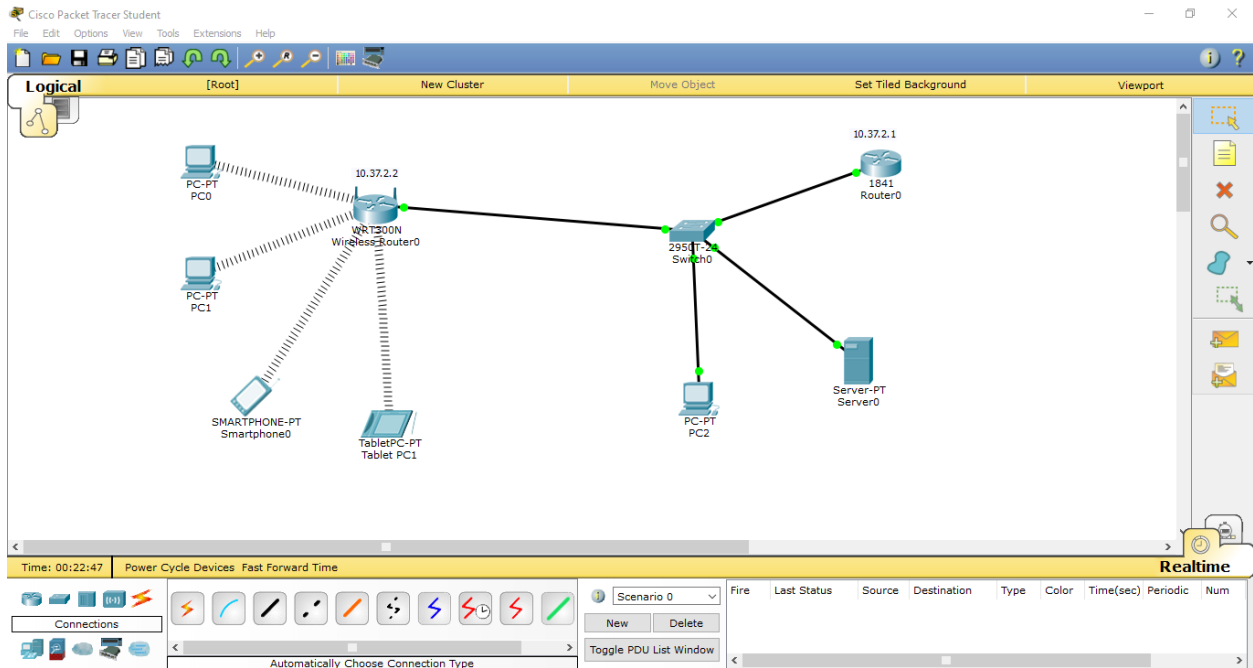 Cisco Packet Tracer Student
File Edit Options View Tools Extensions Help
Logical [Root] New Cluster Move Object Set Tiled Background Viewport
10.37.2.1
1841
Router0
PC-PT
PC0
10.37.2.2
WRT300N
Wireless Router0
2950T-24
Switch0
PC-PT
PC1
SMARTPHONE-PT
Smartphone0
TabletPC-PT
Tablet PC1
PC-PT
PC2
Server-PT
Server0
Time: 00:22:47 Power Cycle Devices Fast Forward Time
Realtime
Connections
Automatically Choose Connection Type
Scenario 0
New Delete
Toggle PDU List Window
Fire Last Status Source Destination Type Color Time(sec) Periodic Num